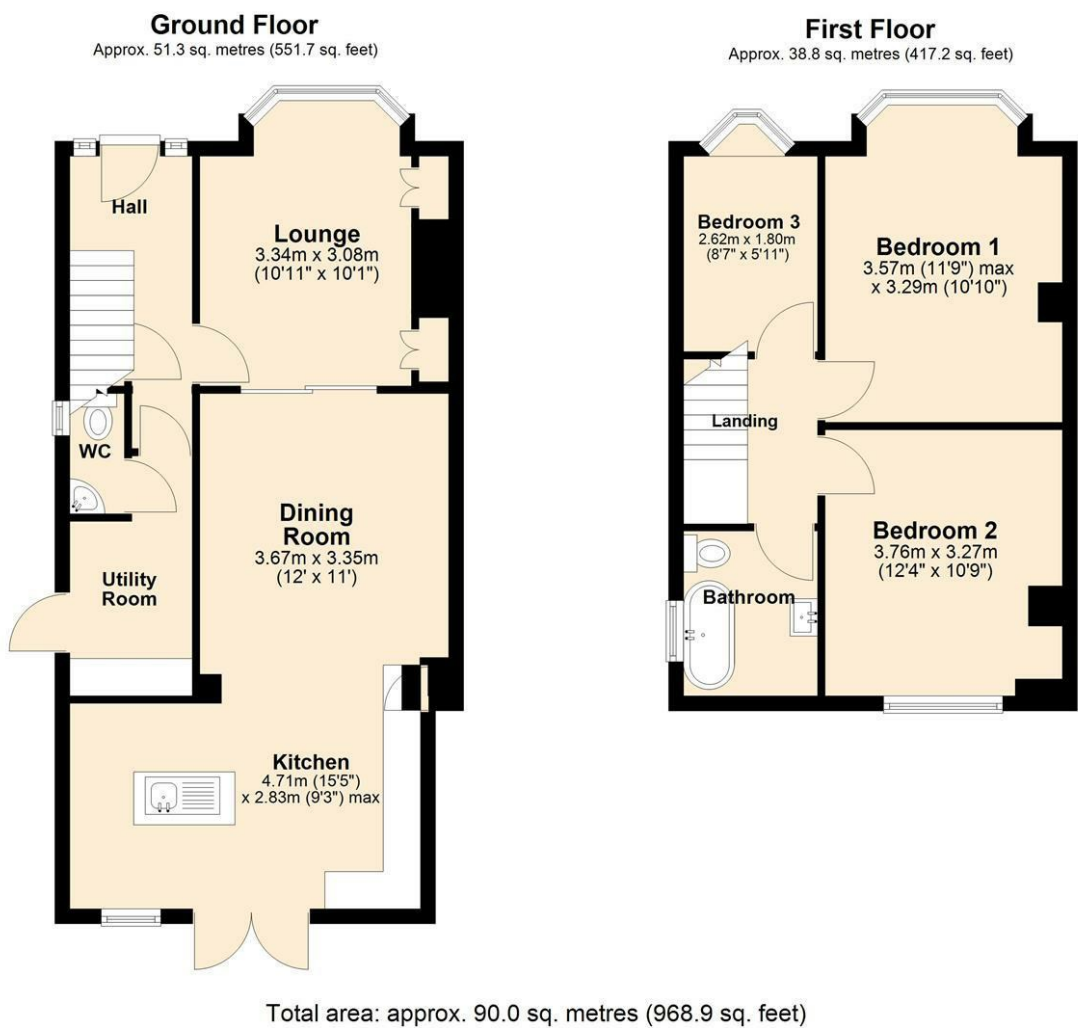 Ground Floor
Approx. 51.3 sq. metres (551.7 sq. feet)
Hall
Lounge
3.34m x 3.08m
(10'11" x 10'1")
WC
Dining
Room
3.67m x 3.35m
(12' x 11')
Utility
Room
Kitchen
4.71m (15'5")
x 2.83m (9'3") max
First Floor
Approx. 38.8 sq. metres (417.2 sq. feet)
Bedroom 3
2.62m x 1.80m
(8'7" x 5'11")
Bedroom 1
3.57m (11'9") max
x 3.29m (10'10")
Landing
Bedroom 2
3.76m x 3.27m
(12'4" x 10'9")
Bathroom
Total area: approx. 90.0 sq. metres (968.9 sq. feet)